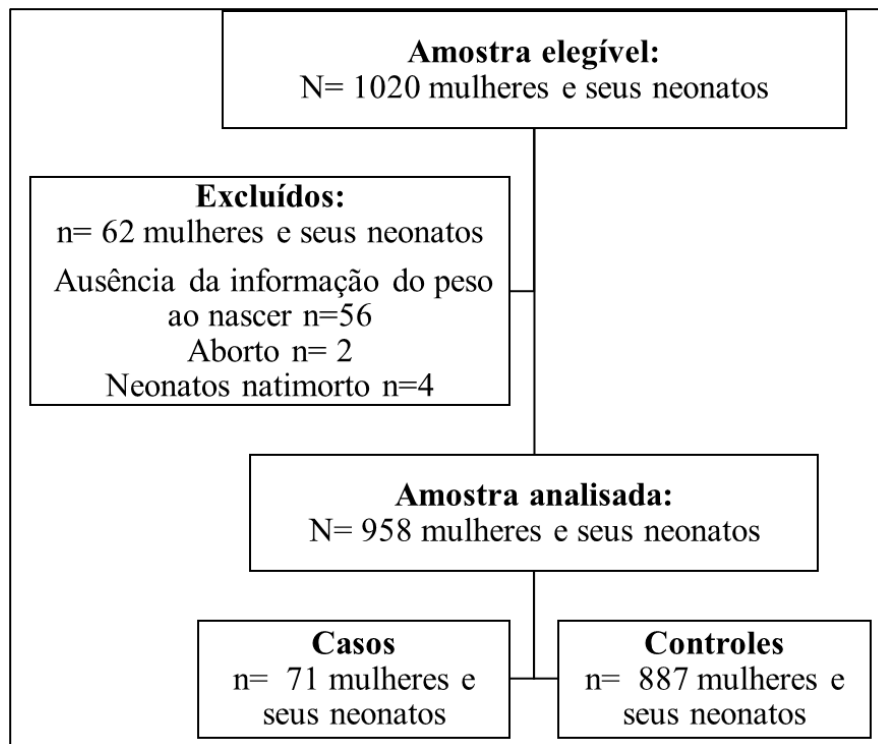 Amostra elegível:
N= 1020 mulheres e seus neonatos
Excluídos:
n= 62 mulheres e seus neonatos
Ausência da informação do peso
ao nascer n=56
Aborto n= 2
Neonatos natimorto n=4
Amostra analisada:
N= 958 mulheres e seus neonatos
Casos
n= 71 mulheres e
seus neonatos
Controles
n= 887 mulheres e
seus neonatos